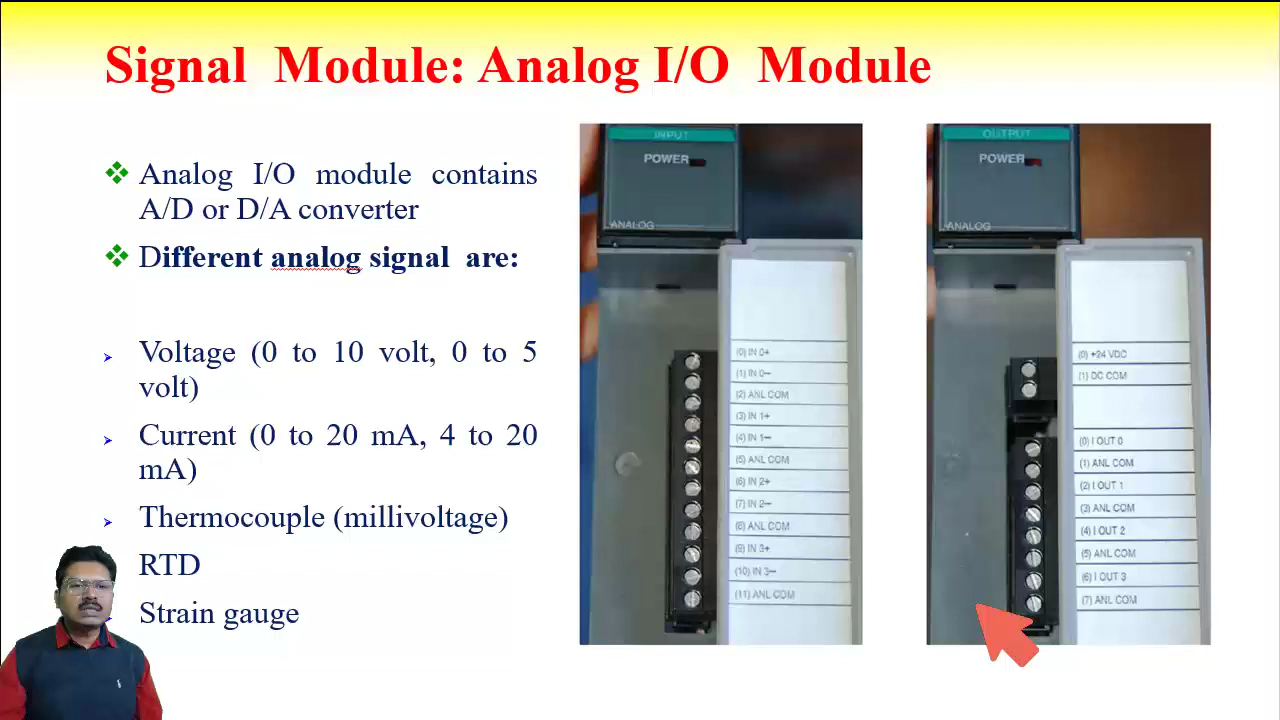 Signal Module: Analog I/O Module
Analog I/O module contains
A/D or D/A converter
Different analog signal are:
Voltage (0 to 10 volt, 0 to 5
volt)
Current (0 to 20 mA, 4 to 20
mA)
Thermocouple (millivoltage)
RTD
Strain gauge
INPUT
POWER
ANALOG
(0) IN 0+
(1) IN 0−
(2) ANL COM
(3) IN 1+
(4) IN 1−
(5) ANL COM
(6) IN 2+
(7) IN 2−
(8) ANL COM
(9) IN 3+
(10) IN 3−
(11) ANL COM
OUTPUT
POWER
ANALOG
(0) +24 VDC
(1) DC COM
(0) I OUT 0
(1) ANL COM
(2) I OUT 1
(3) ANL COM
(4) I OUT 2
(5) ANL COM
(6) I OUT 3
(7) ANL COM